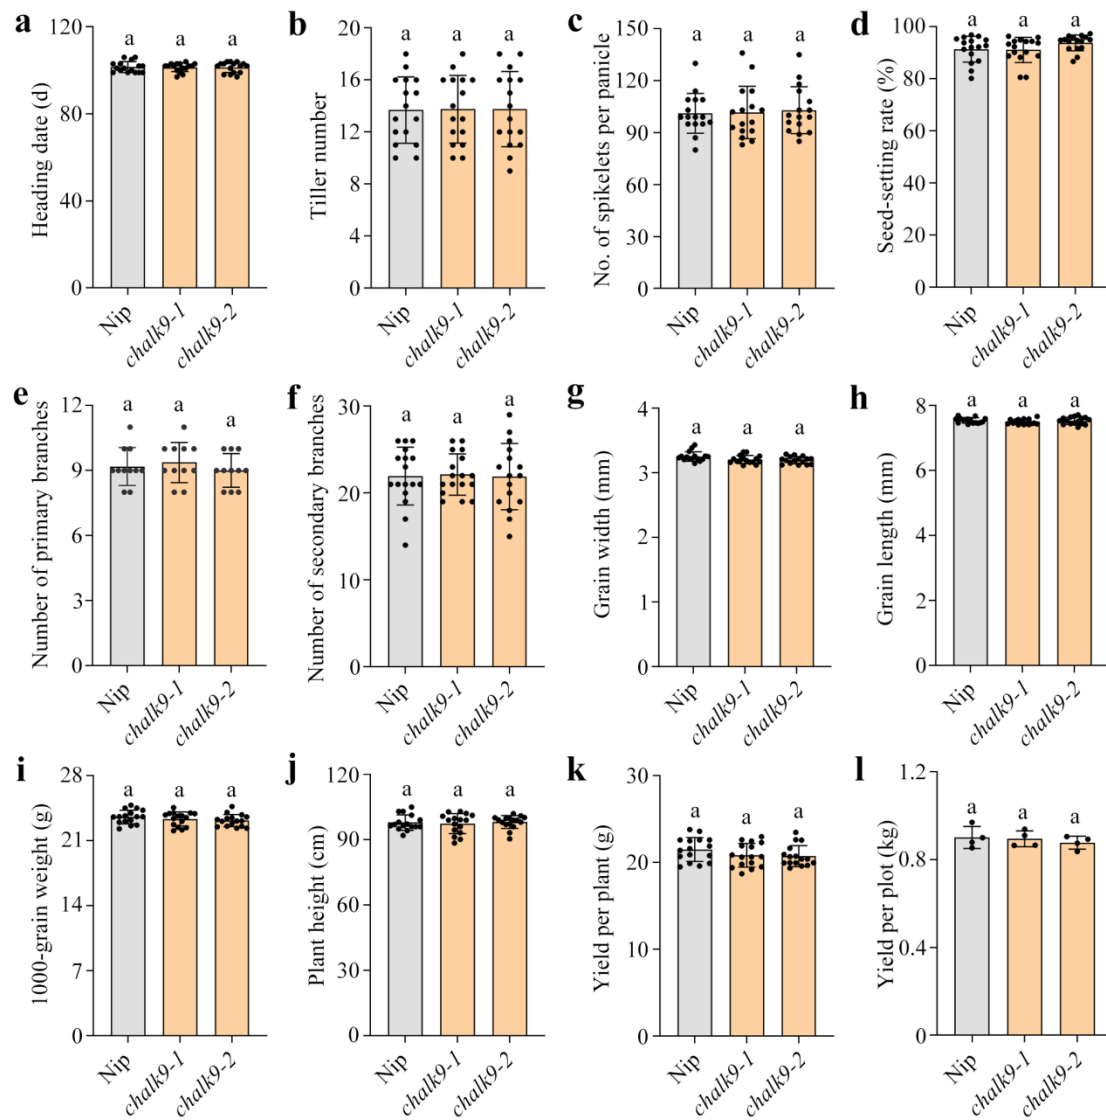 a
Heading date (d)
120
80
40
0
a a a
Nip
chalk9-1
chalk9-2
b
Tiller number
20
16
12
8
4
0
a a a
Nip
chalk9-1
chalk9-2
c
No. of spikelets per panicle
150
120
90
60
30
0
a a a
Nip
chalk9-1
chalk9-2
d
Seed-setting rate (%)
100
80
60
40
20
0
a a a
Nip
chalk9-1
chalk9-2
e
Number of primary branches
12
9
6
3
0
a a a
Nip
chalk9-1
chalk9-2
f
Number of secondary branches
30
20
10
0
a a a
Nip
chalk9-1
chalk9-2
g
Grain width (mm)
4
3
2
1
0
a a a
Nip
chalk9-1
chalk9-2
h
Grain length (mm)
8
6
4
2
0
a a a
Nip
chalk9-1
chalk9-2
i
1000-grain weight (g)
28
21
14
7
0
a a a
Nip
chalk9-1
chalk9-2
j
Plant height (cm)
120
90
60
30
0
a a a
Nip
chalk9-1
chalk9-2
k
Yield per plant (g)
30
20
10
0
a a a
Nip
chalk9-1
chalk9-2
l
Yield per plot (kg)
1.2
0.8
0.4
0
a a a
Nip
chalk9-1
chalk9-2